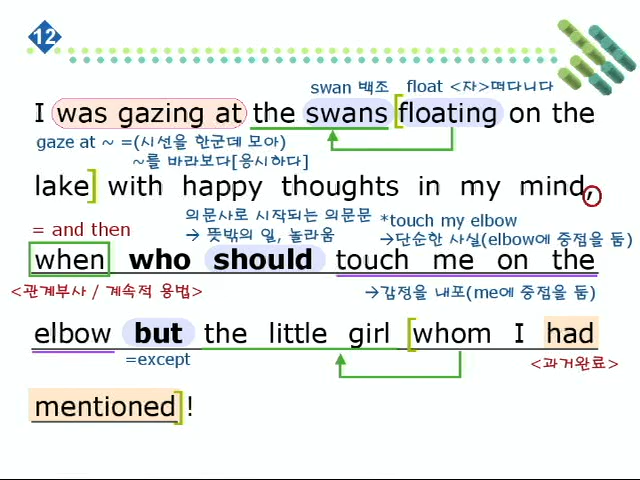 12
swan 백조 float <자>떠다니다
I was gazing at the swans [floating on the
gaze at ~ =(시선을 한군데 모아)
~를 바라보다[응시하다]
lake] with happy thoughts in my mind,
= and then
의문사로 시작되는 의문문
→ 뜻밖의 일, 놀라움
*touch my elbow
→단순한 사실(elbow에 중점을 둠)
when who should touch me on the
<관계부사 / 계속적 용법>
→감정을 내포(me에 중점을 둠)
elbow but the little girl [whom I had
=except
<과거완료>
mentioned]!